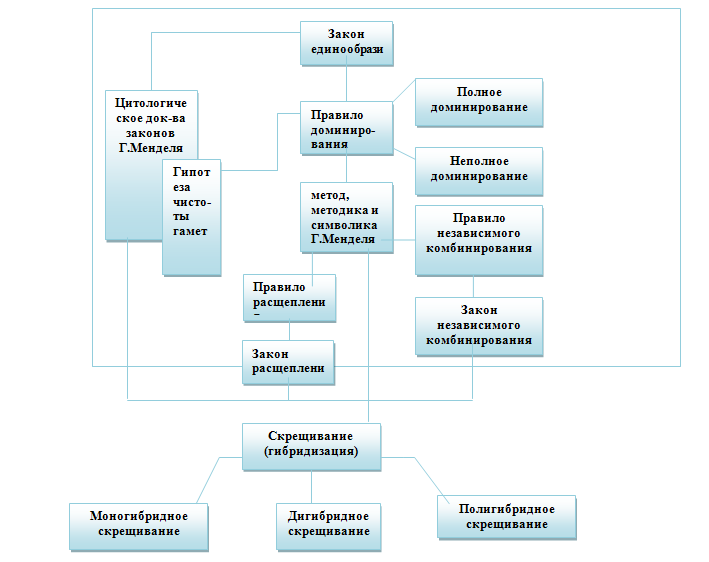 Закон
единообрази
Цитологиче
ское док-ва
законов
Г.Менделя
Гипот
еза
чисто-
ты
гамет
Правило
доминиро-
вания
Полное
доминирование
Неполное
доминирование
метод,
методика и
символика
Г.Менделя
Правило
независимого
комбинирования
Правило
расщеплени
Закон
независимого
комбинирования
Закон
расщеплени
Скрещивание
(гибридизация)
Моногибридное
скрещивание
Дигибридное
скрещивание
Полигибридное
скрещивание